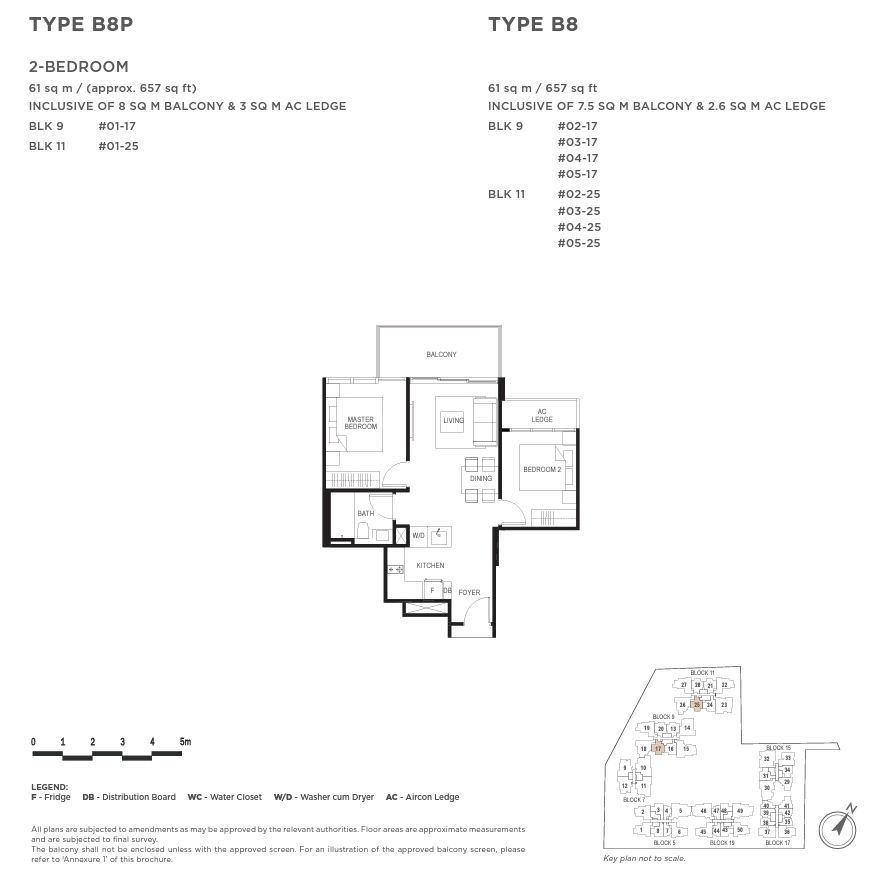 TYPE B8P
2-BEDROOM
61 sq m / (approx. 657 sq ft)
INCLUSIVE OF 8 SQ M BALCONY & 3 SQ M AC LEDGE
BLK 9 #01-17
BLK 11 #01-25
TYPE B8
61 sq m / 657 sq ft
INCLUSIVE OF 7.5 SQ M BALCONY & 2.6 SQ M AC LEDGE
BLK 9 #02-17
#03-17
#04-17
#05-17
BLK 11 #02-25
#03-25
#04-25
#05-25
BALCONY
MASTER
BEDROOM
LIVING
AC
LEDGE
DINING
BEDROOM 2
BATH
W/D
KITCHEN
F DB FOYER
0 1 2 3 4 5m
LEGEND:
F - Fridge DB - Distribution Board WC - Water Closet W/D - Washer cum Dryer AC - Aircon Ledge
All plans are subjected to amendments as may be approved by the relevant authorities. Floor areas are approximate measurements
and are subjected to final survey.
The balcony shall not be enclosed unless with the approved screen. For an illustration of the approved balcony screen, please
refer to 'Annexure 1' of this brochure.
BLOCK 11
27 28 21 22
26 25 24 23
BLOCK 9
19 20 13 14
18 17 16 15
9 10
12 11
BLOCK 7
BLOCK 15
32 33
31 34
29
30
2 3 4 5
1 8 7 6
BLOCK 5
46 47 48 49
45 44 43 50
BLOCK 19
40 41
39 42
38 35
37 36
BLOCK 17
N
Key plan not to scale.